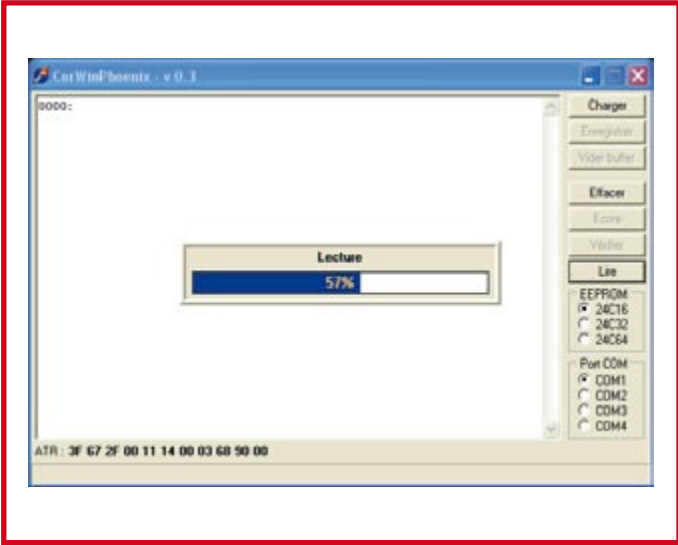 CorWinPhoenix - v 0.3
0000:
Charger
Enregistrer
Vider buffer
Effacer
Ecrire
Vérifier
Lire
Lecture
57%
EEPROM
24C16
24C32
24C64
Port COM
COM1
COM2
COM3
COM4
ATR : 3F 67 2F 00 11 14 00 03 68 90 00